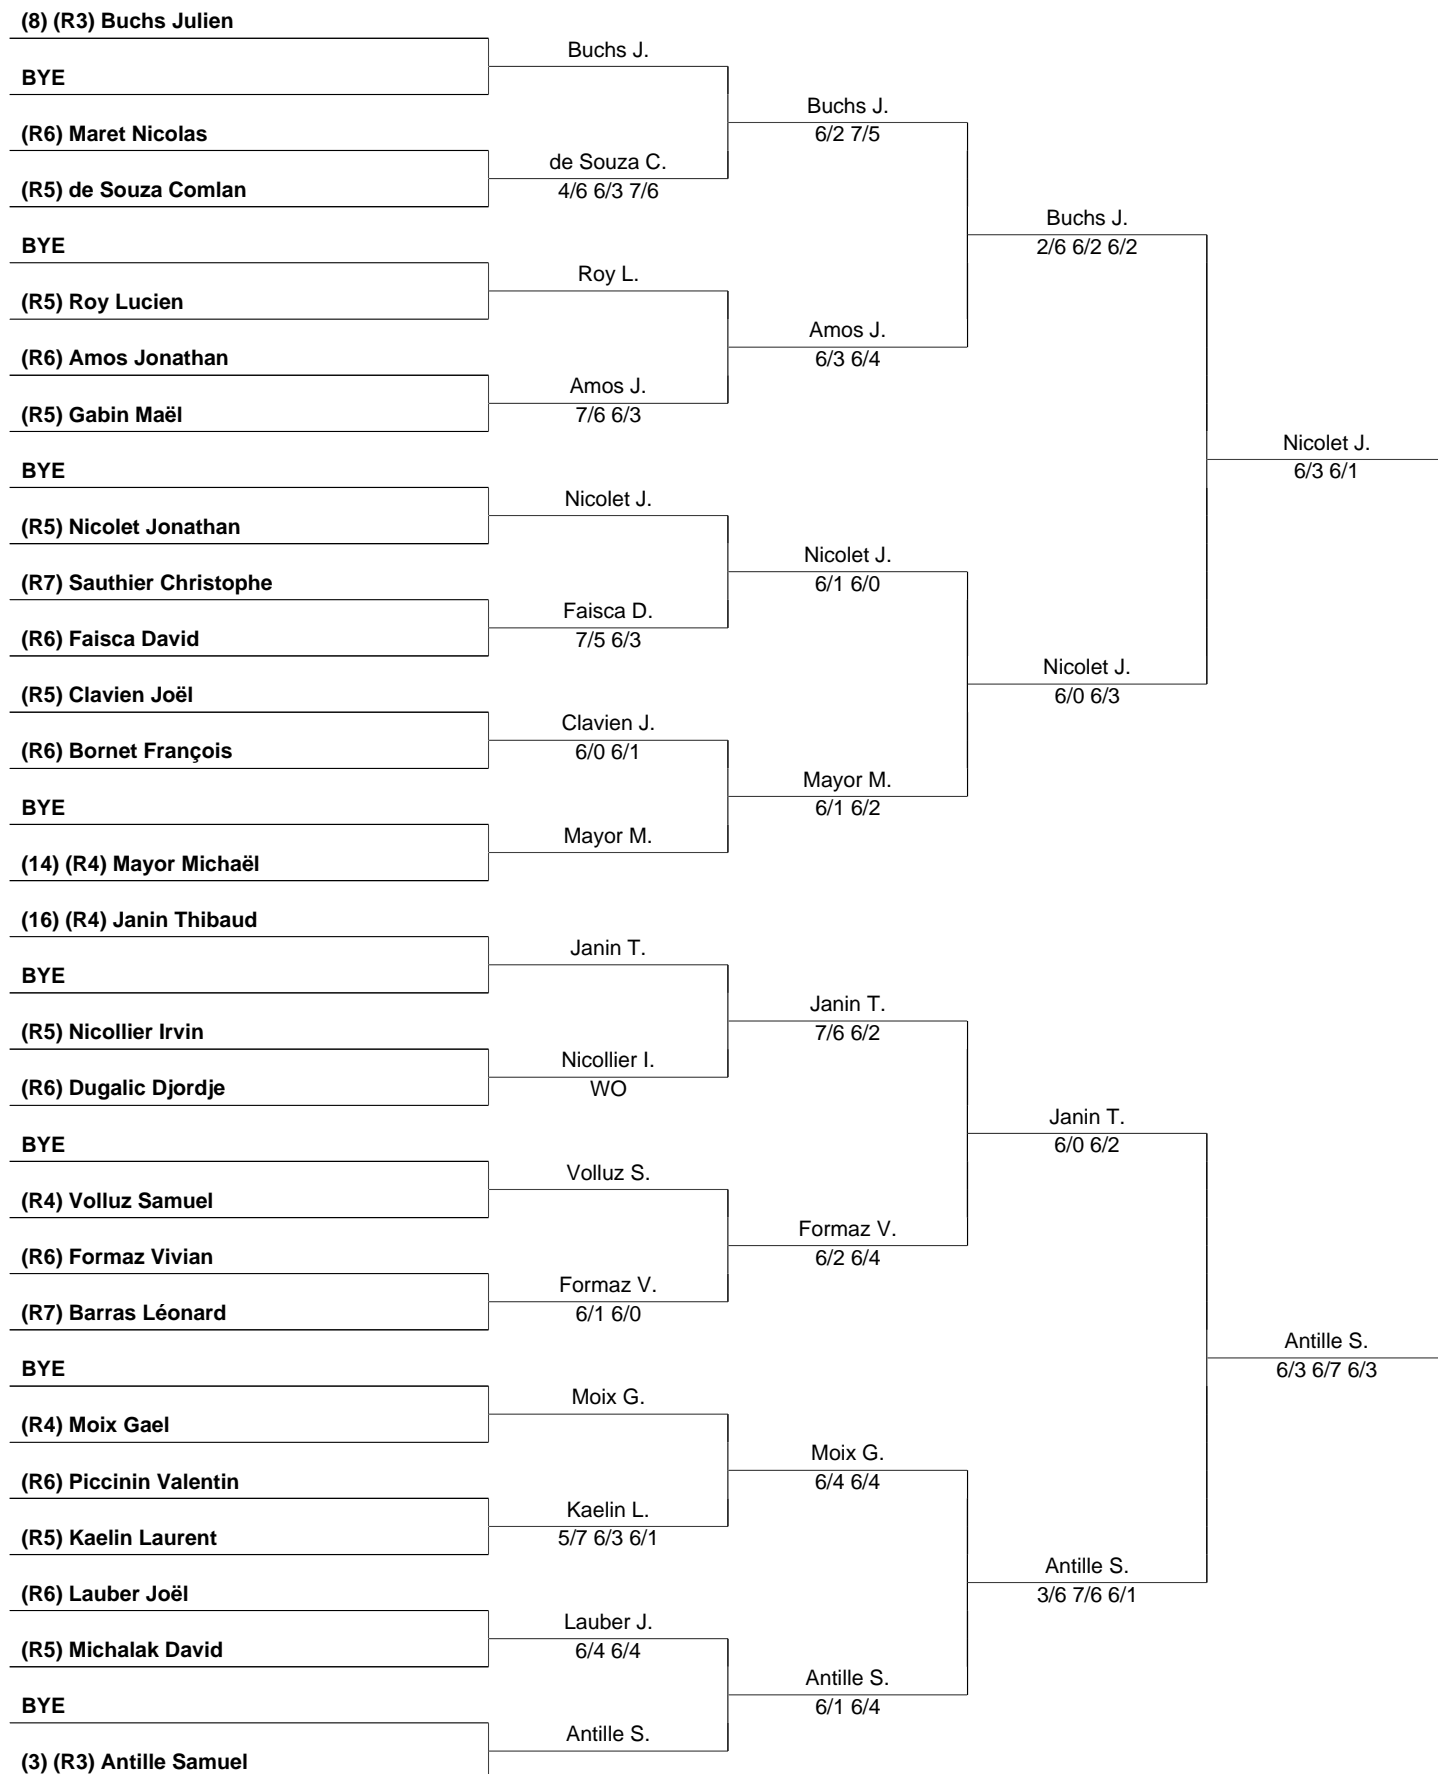 (8) (R3) Buchs Julien
BYE
(R6) Maret Nicolas
(R5) de Souza Comlan
BYE
(R5) Roy Lucien
(R6) Amos Jonathan
(R5) Gabin Maël
BYE
(R5) Nicolet Jonathan
(R7) Sauthier Christophe
(R6) Faisca David
(R5) Clavien Joël
(R6) Bornet François
BYE
(14) (R4) Mayor Michaël
(16) (R4) Janin Thibaud
BYE
(R5) Nicollier Irvin
(R6) Dugalic Djordje
BYE
(R4) Volluz Samuel
(R6) Formaz Vivian
(R7) Barras Léonard
BYE
(R4) Moix Gael
(R6) Piccinin Valentin
(R5) Kaelin Laurent
(R6) Lauber Joël
(R5) Michalak David
BYE
(3) (R3) Antille Samuel
Buchs J.
de Souza C.
4/6 6/3 7/6
Roy L.
Amos J.
7/6 6/3
Nicolet J.
Faisca D.
7/5 6/3
Clavien J.
6/0 6/1
Mayor M.
Janin T.
Nicollier I.
WO
Volluz S.
Formaz V.
6/1 6/0
Moix G.
Kaelin L.
5/7 6/3 6/1
Lauber J.
6/4 6/4
Antille S.
Buchs J.
6/2 7/5
Amos J.
6/3 6/4
Nicolet J.
6/1 6/0
Mayor M.
6/1 6/2
Janin T.
7/6 6/2
Formaz V.
6/2 6/4
Moix G.
6/4 6/4
Antille S.
6/1 6/4
Buchs J.
2/6 6/2 6/2
Nicolet J.
6/0 6/3
Janin T.
6/0 6/2
Antille S.
3/6 7/6 6/1
Nicolet J.
6/3 6/1
Antille S.
6/3 6/7 6/3